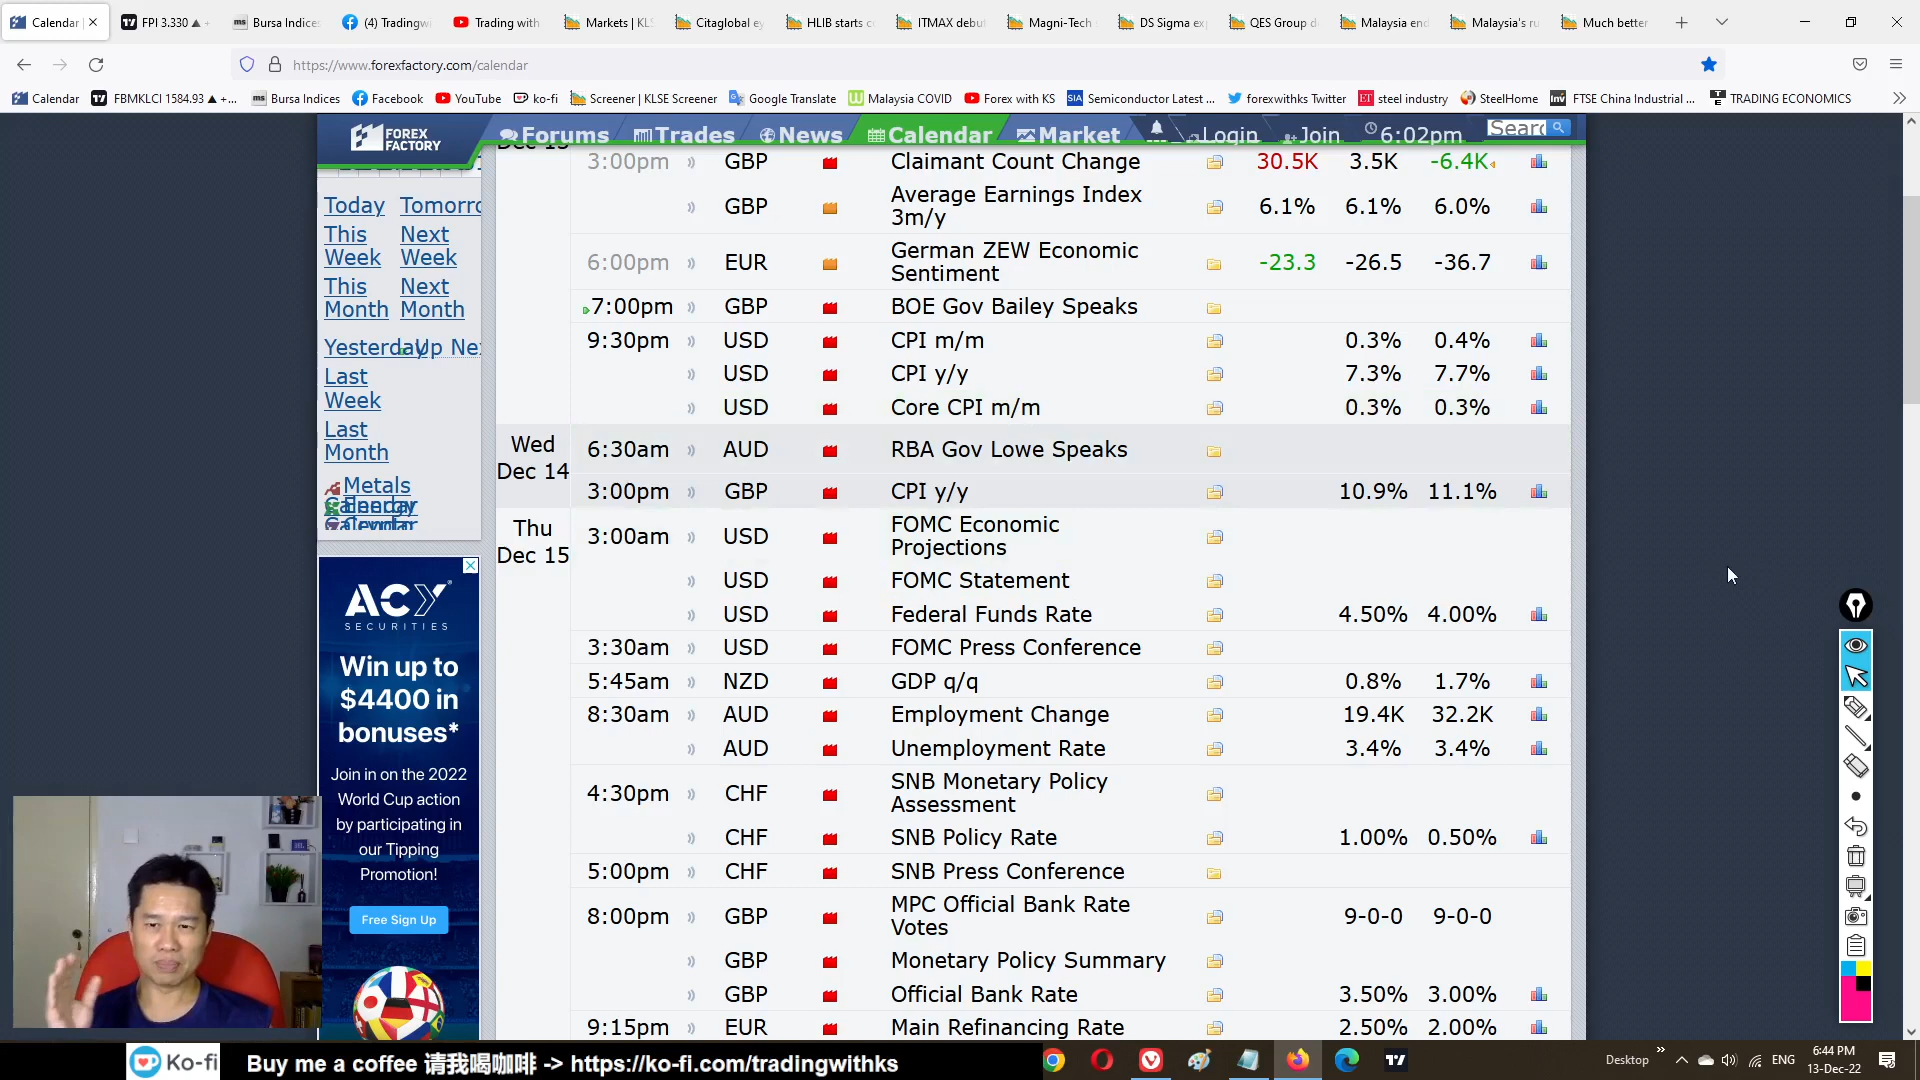 Calendar |
FPI 3.330 ▲ +
Bursa Indices
(4) Tradingw
Trading with
Markets | KLS
Citaglobal ey
HLIB starts c
ITMAX debut
Magni-Tech
DS Sigma ex
QES Group d
Malaysia end
Malaysia's ru
Much better
https://www.forexfactory.com/calendar
Calendar
FBMKLCI 1584.93 ▲ +...
Bursa Indices
Facebook
YouTube
ko-fi
Screener | KLSE Screener
Google Translate
Malaysia COVID
Forex with KS
Semiconductor Latest ...
forexwithks Twitter
steel industry
SteelHome
FTSE China Industrial ...
TRADING ECONOMICS
FOREX
FACTORY
Forums
Trades
News
Calendar
Market
Login
Join
6:02pm
Searc
Today Tomorro
This Week
Next Week
This Month
Next Month
Yesterday
Up Nex
Last Week
Last Month
Metals
Energy
Calendar
Crypto
Calendar
3:00pm GBP Claimant Count Change 30.5K 3.5K -6.4K
GBP Average Earnings Index 3m/y 6.1% 6.1% 6.0%
6:00pm EUR German ZEW Economic Sentiment -23.3 -26.5 -36.7
7:00pm GBP BOE Gov Bailey Speaks
9:30pm USD CPI m/m 0.3% 0.4%
USD CPI y/y 7.3% 7.7%
USD Core CPI m/m 0.3% 0.3%
Wed Dec 14 6:30am AUD RBA Gov Lowe Speaks
3:00pm GBP CPI y/y 10.9% 11.1%
Thu Dec 15 3:00am USD FOMC Economic Projections
USD FOMC Statement
USD Federal Funds Rate 4.50% 4.00%
3:30am USD FOMC Press Conference
5:45am NZD GDP q/q 0.8% 1.7%
8:30am AUD Employment Change 19.4K 32.2K
AUD Unemployment Rate 3.4% 3.4%
4:30pm CHF SNB Monetary Policy Assessment
CHF SNB Policy Rate 1.00% 0.50%
5:00pm CHF SNB Press Conference
8:00pm GBP MPC Official Bank Rate Votes 9-0-0 9-0-0
GBP Monetary Policy Summary
GBP Official Bank Rate 3.50% 3.00%
9:15pm EUR Main Refinancing Rate 2.50% 2.00%
ACY
SECURITIES
Win up to
$4400 in
bonuses*
Join in on the 2022
World Cup action
by participating in
our Tipping
Promotion!
Free Sign Up
Ko-fi
Buy me a coffee 请我喝咖啡 -> https://ko-fi.com/tradingwithks
Desktop
ENG
6:44 PM
13-Dec-22